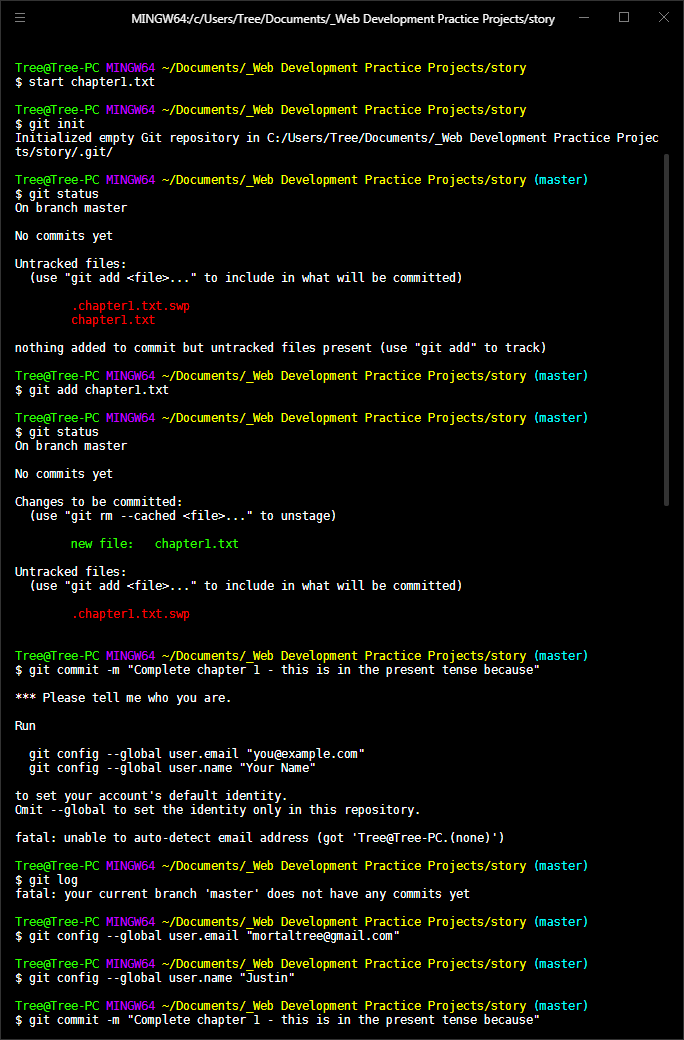 MINGW64:/c/Users/Tree/Documents/_Web Development Practice Projects/story
Tree@Tree-PC MINGW64 ~/Documents/_Web Development Practice Projects/story
$ start chapter1.txt
Tree@Tree-PC MINGW64 ~/Documents/_Web Development Practice Projects/story
$ git init
Initialized empty Git repository in C:/Users/Tree/Documents/_Web Development Practice Projec
ts/story/.git/
Tree@Tree-PC MINGW64 ~/Documents/_Web Development Practice Projects/story (master)
$ git status
On branch master
No commits yet
Untracked files:
(use "git add <file>..." to include in what will be committed)
.chapter1.txt.swp
chapter1.txt
nothing added to commit but untracked files present (use "git add" to track)
Tree@Tree-PC MINGW64 ~/Documents/_Web Development Practice Projects/story (master)
$ git add chapter1.txt
Tree@Tree-PC MINGW64 ~/Documents/_Web Development Practice Projects/story (master)
$ git status
On branch master
No commits yet
Changes to be committed:
(use "git rm --cached <file>..." to unstage)
new file:   chapter1.txt
Untracked files:
(use "git add <file>..." to include in what will be committed)
.chapter1.txt.swp
Tree@Tree-PC MINGW64 ~/Documents/_Web Development Practice Projects/story (master)
$ git commit -m "Complete chapter 1 - this is in the present tense because"
*** Please tell me who you are.
Run
git config --global user.email "you@example.com"
git config --global user.name "Your Name"
to set your account's default identity.
Omit --global to set the identity only in this repository.
fatal: unable to auto-detect email address (got 'Tree@Tree-PC.(none)')
Tree@Tree-PC MINGW64 ~/Documents/_Web Development Practice Projects/story (master)
$ git log
fatal: your current branch 'master' does not have any commits yet
Tree@Tree-PC MINGW64 ~/Documents/_Web Development Practice Projects/story (master)
$ git config --global user.email "mortaltree@gmail.com"
Tree@Tree-PC MINGW64 ~/Documents/_Web Development Practice Projects/story (master)
$ git config --global user.name "Justin"
Tree@Tree-PC MINGW64 ~/Documents/_Web Development Practice Projects/story (master)
$ git commit -m "Complete chapter 1 - this is in the present tense because"